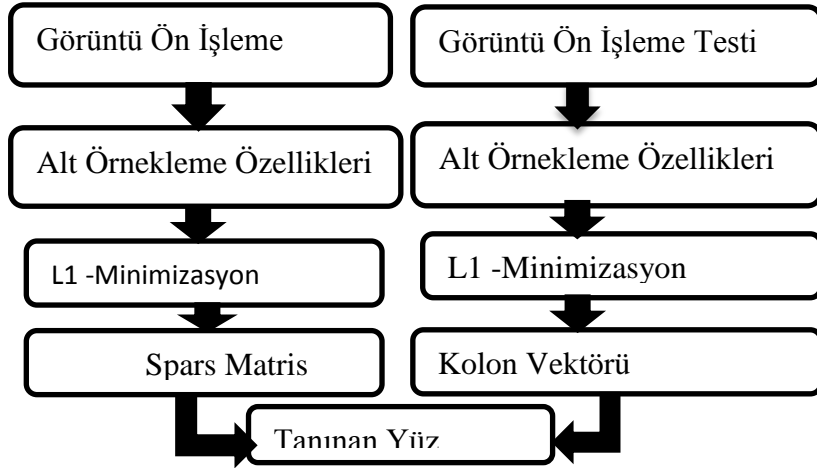 Görüntü Ön İşleme
Görüntü Ön İşleme Testi
Alt Örnekleme Özellikleri
Alt Örnekleme Özellikleri
L1 -Minimizasyon
L1 -Minimizasyon
Spars Matris
Kolon Vektörü
Tanınan Yüz